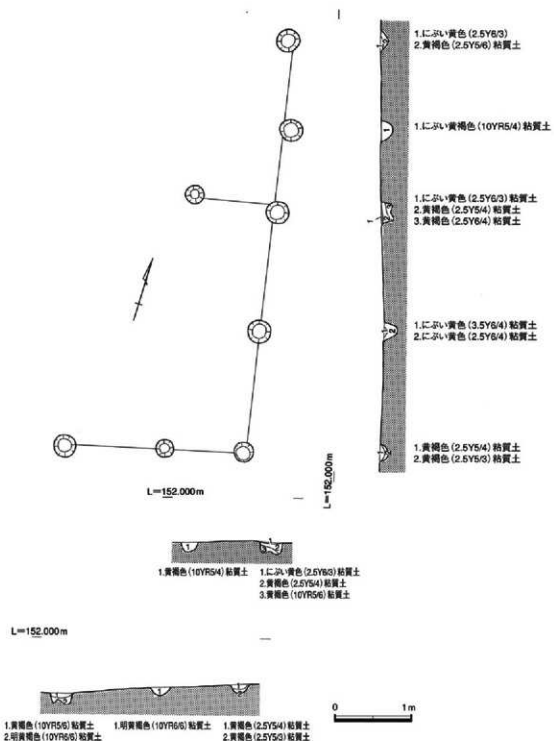 1.にぶい黄色(2.5Y6/3)
2.黄褐色(2.5Y5/6)粘質土
1.にぶい黄褐色(10YR5/4)粘質土
1.にぶい黄色(2.5Y6/3)粘質土
2.黄褐色(2.5Y5/4)粘質土
3.黄褐色(2.5Y6/4)粘質土
1.にぶい黄色(3.5Y6/4)粘質土
2.にぶい黄色(2.5Y6/4)粘質土
1.黄褐色(2.5Y5/4)粘質土
2.黄褐色(2.5Y5/3)粘質土
L=152.000m
L=152.000m
1.黄褐色(10YR5/4)粘質土
1.にぶい黄色(2.5Y6/3)粘質土
2.黄褐色(2.5Y5/4)粘質土
3.黄褐色(10YR5/6)粘質土
L=152.000m
1.黄褐色(10YR5/6)粘質土
2.明黄褐色(10YR6/6)粘質土
1.明黄褐色(10YR6/6)粘質土
1.黄褐色(2.5Y5/4)粘質土
2.黄褐色(2.5Y5/3)粘質土
0 1m